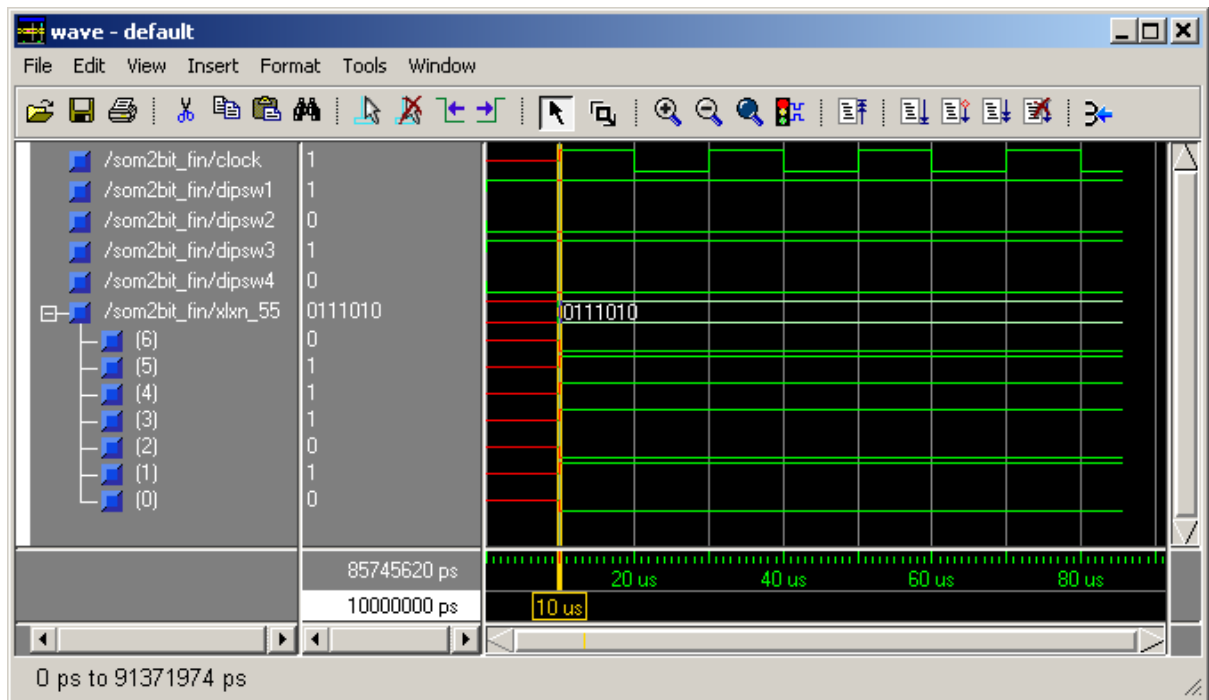 wave - default
File Edit View Insert Format Tools Window
/som2bit_fin/clock 1
/som2bit_fin/dipsw1 1
/som2bit_fin/dipsw2 0
/som2bit_fin/dipsw3 1
/som2bit_fin/dipsw4 0
/som2bit_fin/xlxn_55 0111010 0111010
(6) 0
(5) 1
(4) 1
(3) 1
(2) 0
(1) 1
(0) 0
85745620 ps 20 us 40 us 60 us 80 us
10000000 ps 10 us
0 ps to 91371974 ps